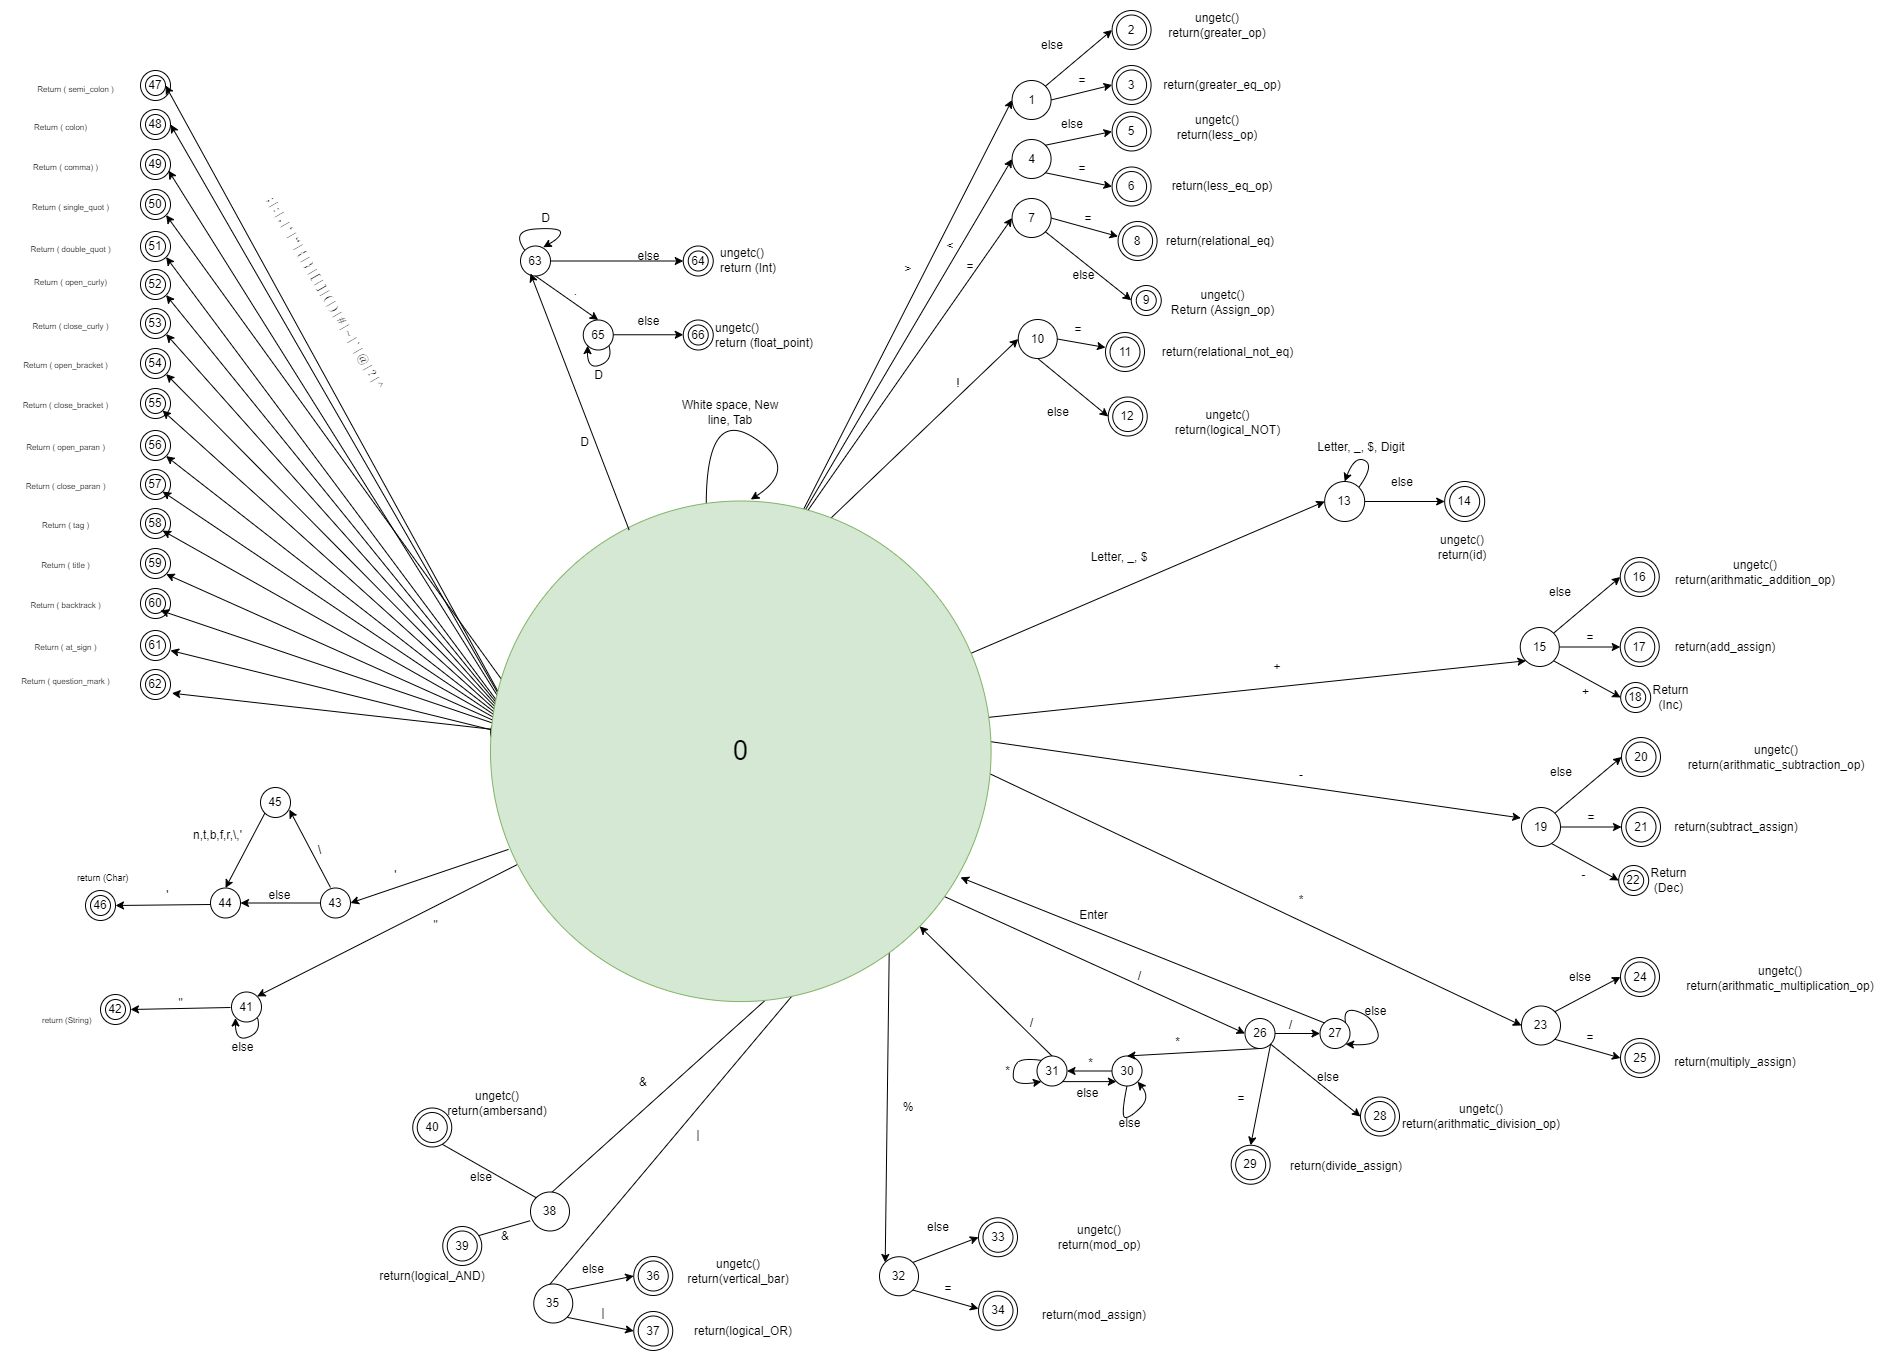 47
Return ( semi_colon )
48
Return ( colon)
49
Return ( comma) )
50
Return ( single_quot )
51
Return ( double_quot )
52
Return ( open_curly)
53
Return ( close_curly )
54
Return ( open_bracket )
55
Return ( close_bracket )
56
Return ( open_paran )
57
Return ( close_paran )
58
Return ( tag )
59
Return ( title )
60
Return ( backtrack )
61
Return ( at_sign )
62
Return ( question_mark )
; | : | , | ' | " | { | } | [ | ] | ( | ) | # | ~ | ` | @ | ? | ^
D
63
else
64
ungetc()
return (Int)
.
65
else
66
ungetc()
return (float_point)
D
D
White space, New
line, Tab
0
>
1
else
2
ungetc()
return(greater_op)
=
3
return(greater_eq_op)
<
4
else
5
ungetc()
return(less_op)
=
6
return(less_eq_op)
=
7
=
8
return(relational_eq)
else
9
ungetc()
Return (Assign_op)
!
10
=
11
return(relational_not_eq)
else
12
ungetc()
return(logical_NOT)
Letter, _, $
Letter, _, $, Digit
13
else
14
ungetc()
return(id)
+
15
else
16
ungetc()
return(arithmatic_addition_op)
=
17
return(add_assign)
+
18
Return
(Inc)
-
19
else
20
ungetc()
return(arithmatic_subtraction_op)
=
21
return(subtract_assign)
-
22
Return
(Dec)
*
23
else
24
ungetc()
return(arithmatic_multiplication_op)
=
25
return(multiply_assign)
Enter
/
26
/
27
else
*
30
else
*
31
else
*
/
else
28
ungetc()
return(arithmatic_division_op)
=
29
return(divide_assign)
%
32
else
33
ungetc()
return(mod_op)
=
34
return(mod_assign)
|
35
else
36
ungetc()
return(vertical_bar)
|
37
return(logical_OR)
&
38
else
40
ungetc()
return(ambersand)
&
39
return(logical_AND)
"
41
else
"
42
return (String)
'
43
else
44
\
45
n,t,b,f,r,\,'
'
46
return (Char)